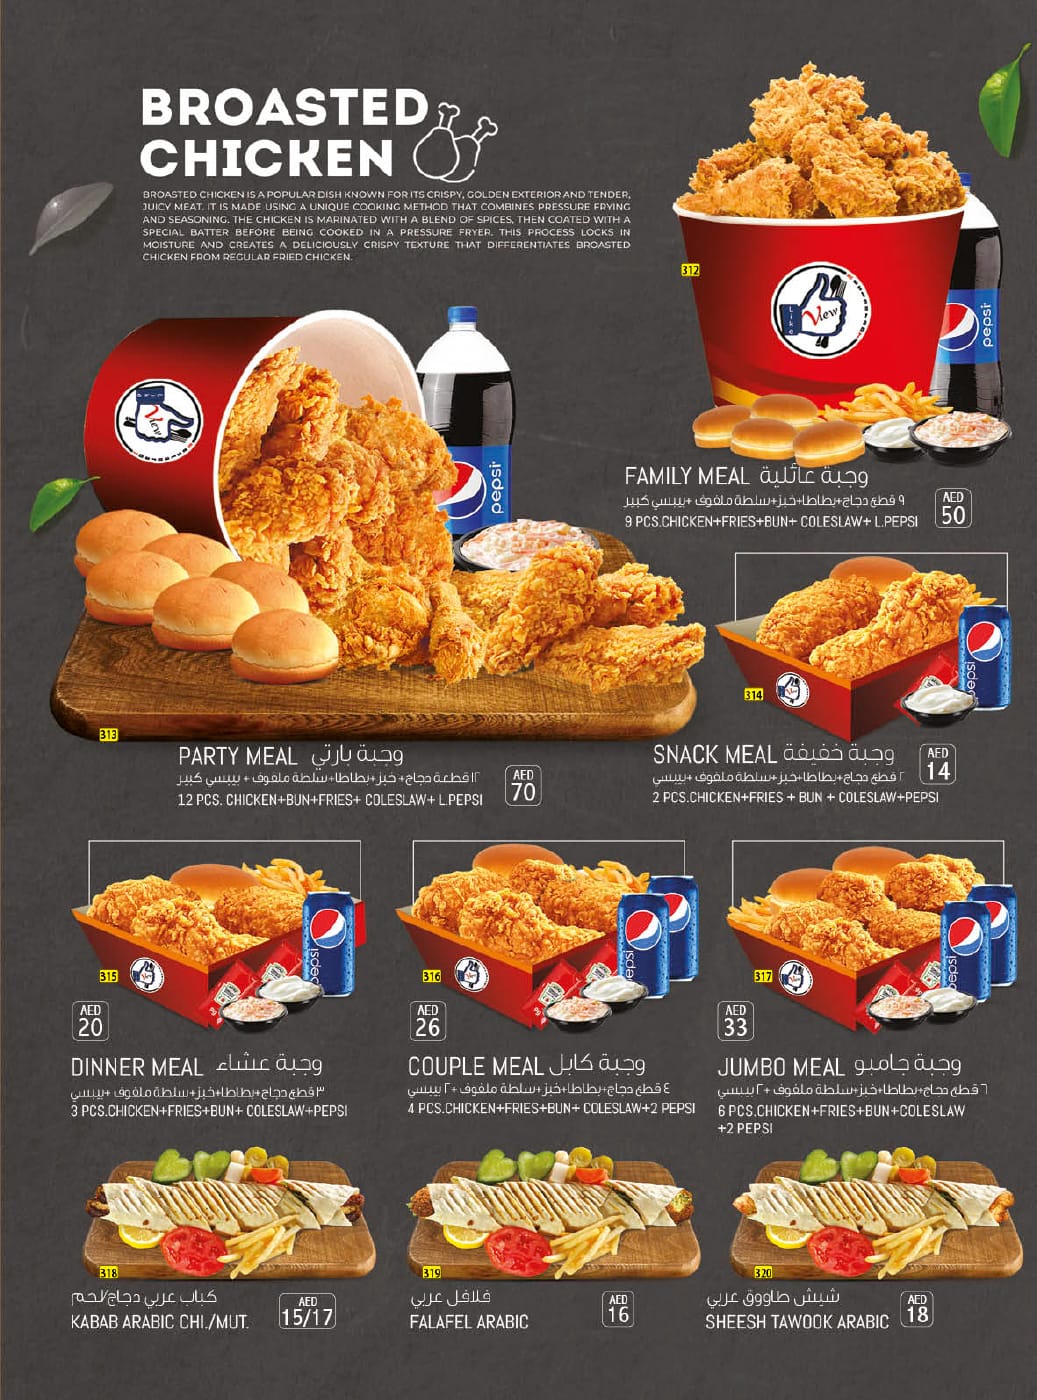 BROASTED
CHICKEN
BROASTED CHICKEN IS A POPULAR DISH KNOWN FOR ITS CRISPY, GOLDEN EXTERIOR AND TENDER,
JUICY MEAT. IT IS MADE USING A UNIQUE COOKING METHOD THAT COMBINES PRESSURE FRYING
AND SEASONING. THE CHICKEN IS MARINATED WITH A BLEND OF SPICES, THEN COATED WITH A
SPECIAL BATTER BEFORE BEING COOKED IN A PRESSURE FRYER. THIS PROCESS LOCKS IN
MOISTURE AND CREATES A DELICIOUSLY CRISPY TEXTURE THAT DIFFERENTIATES BROASTED
CHICKEN FROM REGULAR FRIED CHICKEN.
312
Like
View
pepsi
FAMILY MEAL وجبة عائلية
٩ قطع دجاج+بطاطا+خبز+سلطة ملفوف +بيبسي كبير
9 PCS.CHICKEN+FRIES+BUN+ COLESLAW+ L.PEPSI
AED
50
View
pepsi
313
PARTY MEAL وجبة بارتي
١٢ قطعة دجاج+خبز+بطاطا+سلطة ملفوف + بيبسي كبير
12 PCS. CHICKEN+BUN+FRIES+ COLESLAW+ L.PEPSI
AED
70
314
pepsi
SNACK MEAL وجبة خفيفة
٢ قطع دجاج+بطاطا+خبز+سلطة ملفوف +بيبسي
2 PCS.CHICKEN+FRIES + BUN + COLESLAW+PEPSI
AED
14
315
pepsi
AED
20
DINNER MEAL وجبة عشاء
٣ قطع دجاج+بطاطا+خبز+سلطة ملفوف +بيبسي
3 PCS.CHICKEN+FRIES+BUN+ COLESLAW+PEPSI
316
pepsi
AED
26
COUPLE MEAL وجبة كابل
٤ قطع دجاج+بطاطا+خبز+سلطة ملفوف +٢ بيبسي
4 PCS.CHICKEN+FRIES+BUN+ COLESLAW+2 PEPSI
317
pepsi
AED
33
JUMBO MEAL وجبة جامبو
٦ قطع دجاج+بطاطا+خبز+سلطة ملفوف +٢ بيبسي
6 PCS.CHICKEN+FRIES+BUN+COLESLAW
+2 PEPSI
318
كباب عربي دجاج/لحم
KABAB ARABIC CHI./MUT.
AED
15/17
319
فلافل عربي
FALAFEL ARABIC
AED
16
320
شيش طاووق عربي
SHEESH TAWOOK ARABIC
AED
18